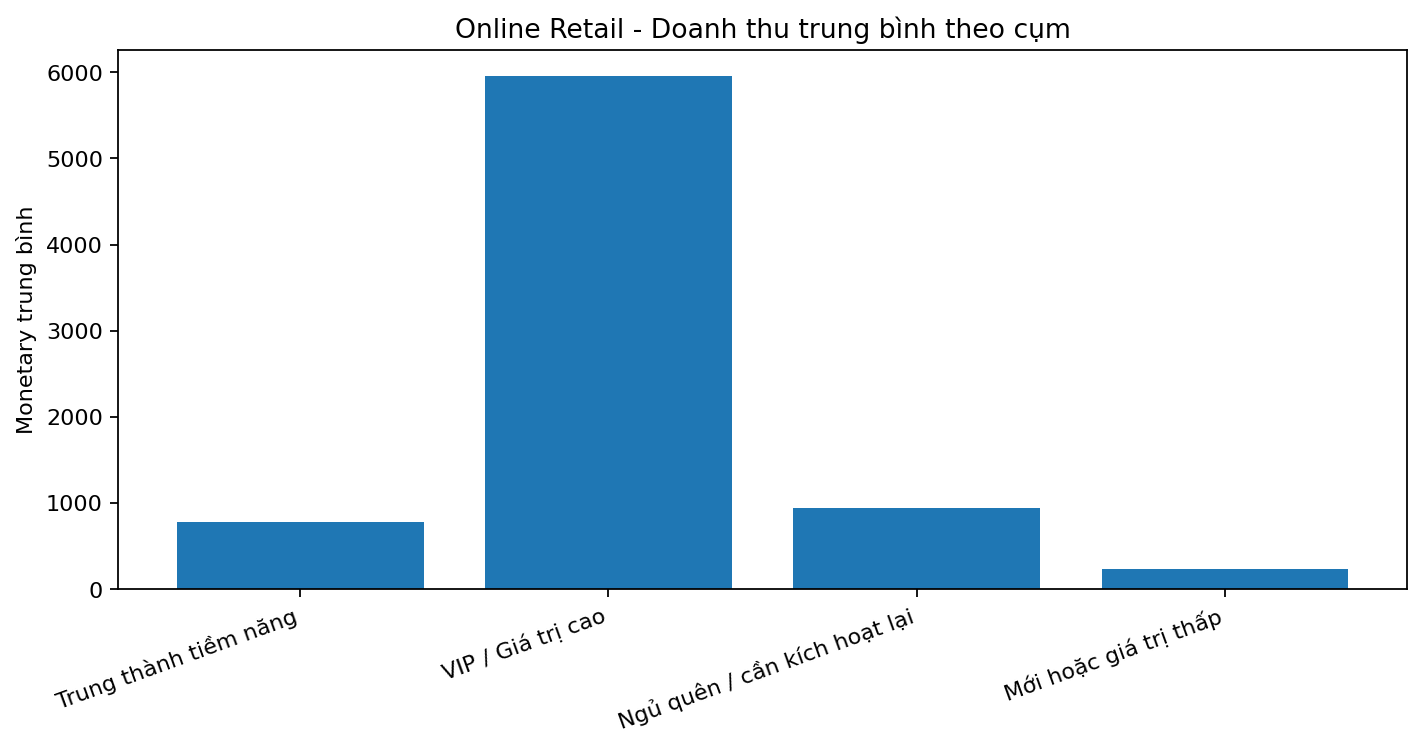 Online Retail - Doanh thu trung bình theo cụm
Monetary trung bình
6000
5000
4000
3000
2000
1000
0
Trung thành tiềm năng
VIP / Giá trị cao
Ngủ quên / cần kích hoạt lại
Mới hoặc giá trị thấp